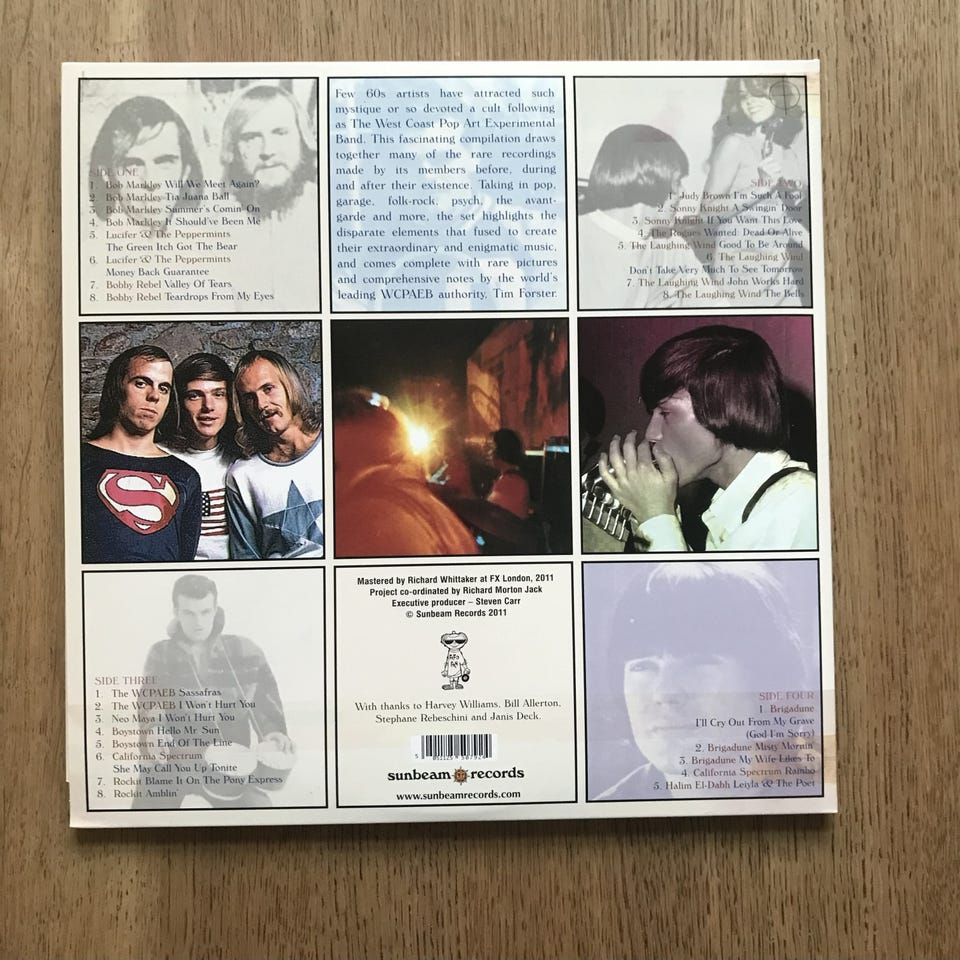 SIDE ONE
1. Bob Markley Will We Meet Again?
2. Bob Markley Tia Juana Ball
3. Bob Markley Summer's Comin' On
4. Bob Markley It Should've Been Me
5. Lucifer & The Peppermints
The Green Itch Got The Bear
6. Lucifer & The Peppermints
Money Back Guarantee
7. Bobby Rebel Valley Of Tears
8. Bobby Rebel Teardrops From My Eyes
Few 60s artists have attracted such
mystique or so devoted a cult following
as The West Coast Pop Art Experimental
Band. This fascinating compilation draws
together many of the rare recordings
made by its members before, during
and after their existence. Taking in pop,
garage, folk-rock, psych, the avant-
garde and more, the set highlights the
disparate elements that fused to create
their extraordinary and enigmatic music,
and comes complete with rare pictures
and comprehensive notes by the world's
leading WCPAEB authority, Tim Forster.
SIDE TWO
1. Judy Brown I'm Such A Fool
2. Sonny Knight A Swingin' Door
3. Sonny Knight If You Want This Love
4. The Rogues Wanted: Dead Or Alive
5. The Laughing Wind Good To Be Around
6. The Laughing Wind
Don't Take Very Much To See Tomorrow
7. The Laughing Wind John Works Hard
8. The Laughing Wind The Bells
S
SIDE THREE
1. The WCPAEB Sassafras
2. The WCPAEB I Won't Hurt You
3. Neo Maya I Won't Hurt You
4. Boystown Hello Mr. Sun
5. Boystown End Of The Line
6. California Spectrum
She May Call You Up Tonite
7. Rockit Blame It On The Pony Express
8. Rockit Amblin'
Mastered by Richard Whittaker at FX London, 2011
Project co-ordinated by Richard Morton Jack
Executive producer – Steven Carr
© Sunbeam Records 2011
With thanks to Harvey Williams, Bill Allerton,
Stephane Rebeschini and Janis Deck.
sunbeam records
www.sunbeamrecords.com
SIDE FOUR
1. Brigadune
I'll Cry Out From My Grave
(God I'm Sorry)
2. Brigadune Misty Mornin'
3. Brigadune My Wife Likes To
4. California Spectrum Rambo
5. Halim El-Dabh Leiyla & The Poet